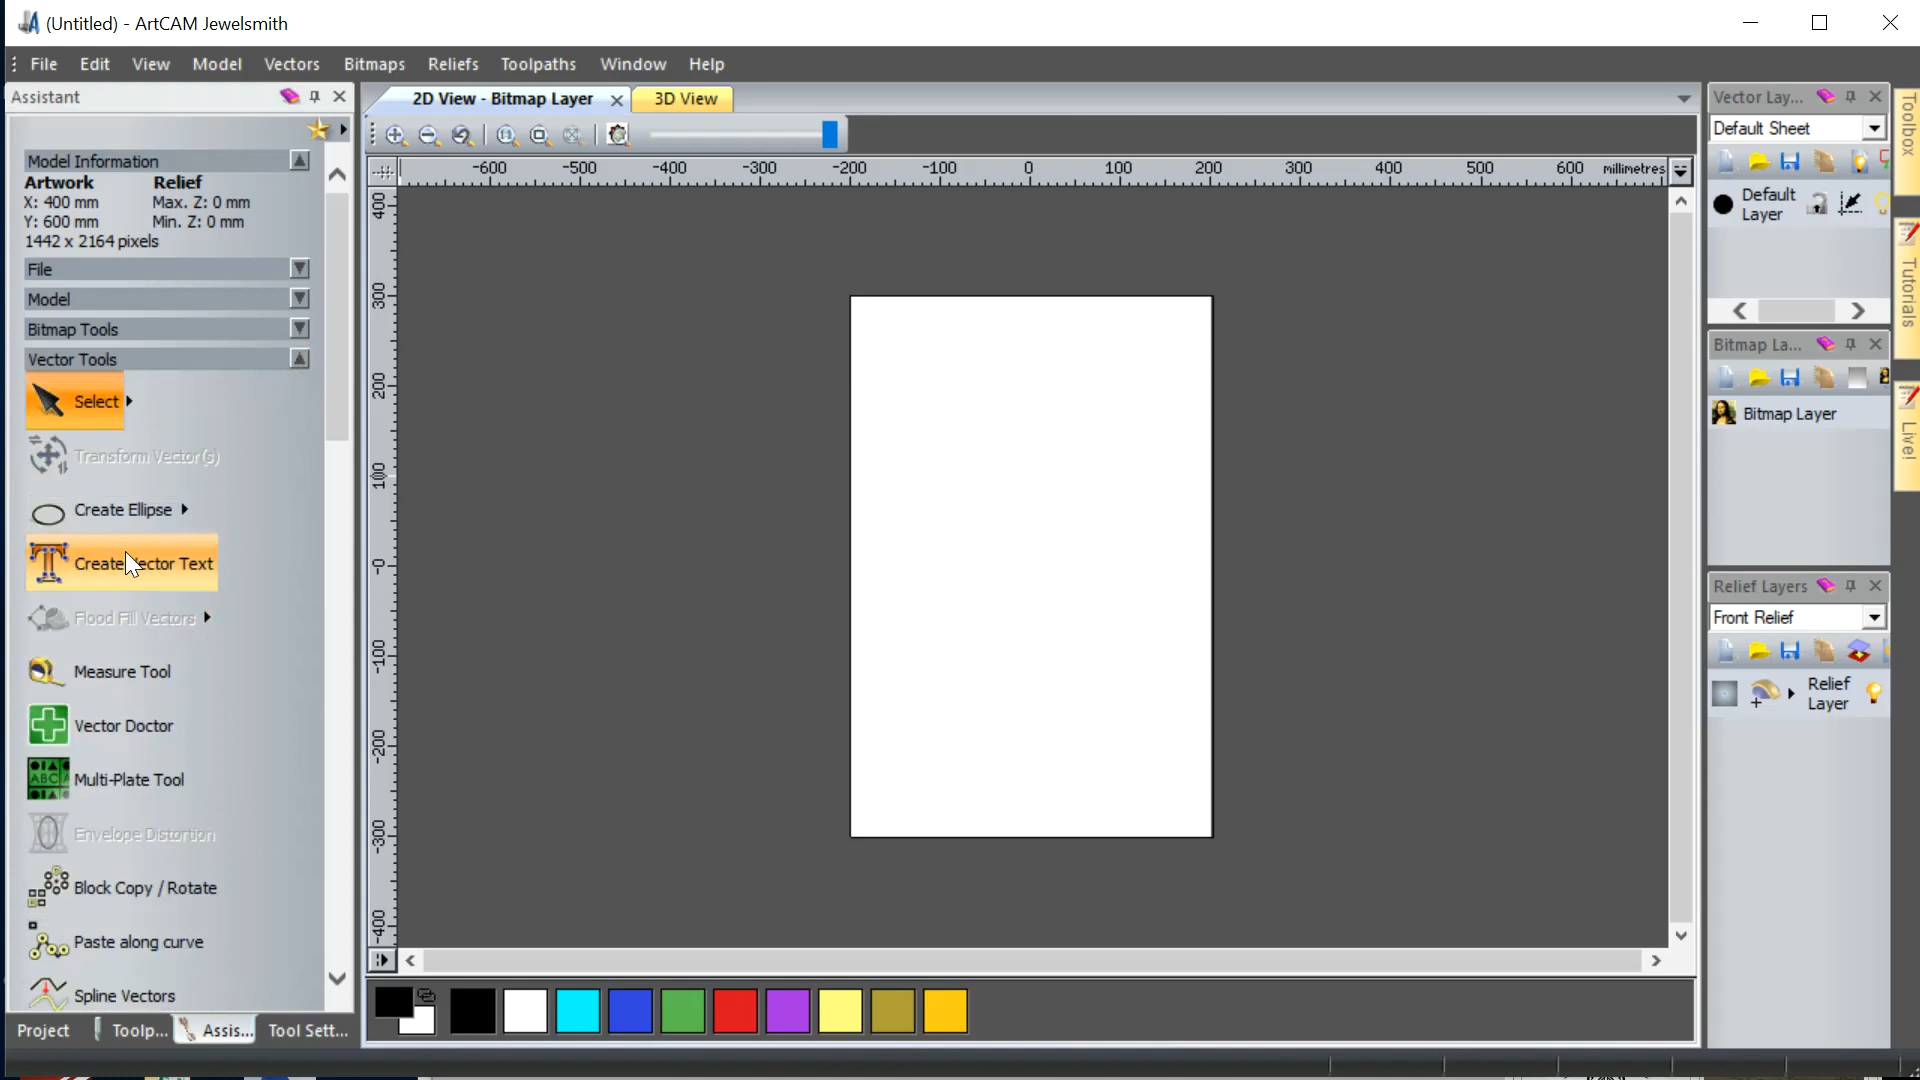 (Untitled) - ArtCAM Jewelsmith
File Edit View Model Vectors Bitmaps Reliefs Toolpaths Window Help
Assistant
Model Information
Artwork Relief
X: 400 mm Max. Z: 0 mm
Y: 600 mm Min. Z: 0 mm
1442 x 2164 pixels
File
Model
Bitmap Tools
Vector Tools
Select
Transform Vector(s)
Create Ellipse
Create Vector Text
Flood Fill Vectors
Measure Tool
Vector Doctor
ABC
Multi-Plate Tool
Envelope Distortion
Block Copy / Rotate
Paste along curve
Spline Vectors
Project Toolp... Assis... Tool Sett...
2D View - Bitmap Layer 3D View
-600 -500 -400 -300 -200 -100 0 100 200 300 400 500 600 millimetres
400
300
200
100
-0
-100
-200
-300
-400
Vector Lay...
Default Sheet
Default
Layer
Bitmap La...
Bitmap Layer
Relief Layers
Front Relief
Relief
Layer
Toolbox
Tutorials
Live!